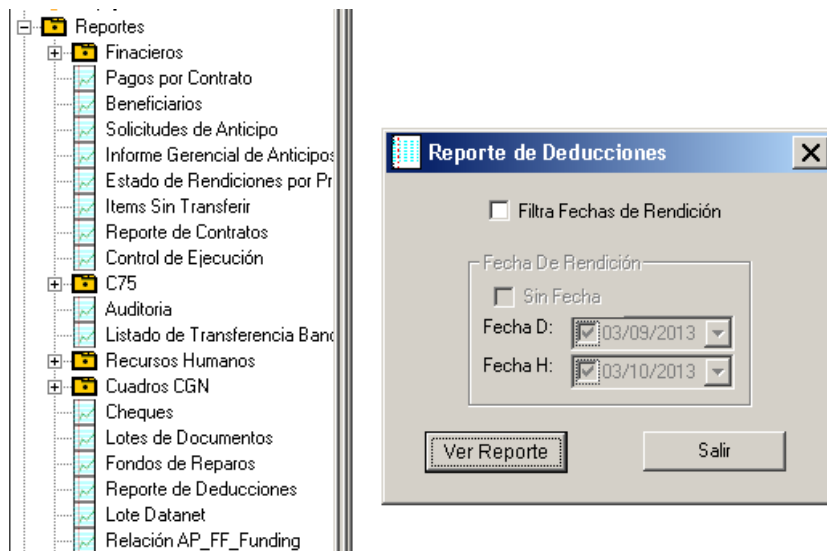 Reportes
Finacieros
Pagos por Contrato
Beneficiarios
Solicitudes de Anticipo
Informe Gerencial de Anticipos
Estado de Rendiciones por Pr
Items Sin Transferir
Reporte de Contratos
Control de Ejecución
C75
Auditoria
Listado de Transferencia Banc
Recursos Humanos
Cuadros CGN
Cheques
Lotes de Documentos
Fondos de Reparos
Reporte de Deducciones
Lote Datanet
Relación AP_FF_Funding
Reporte de Deducciones
Filtra Fechas de Rendición
Fecha De Rendición
Sin Fecha
Fecha D: 03/09/2013
Fecha H: 03/10/2013
Ver Reporte Salir